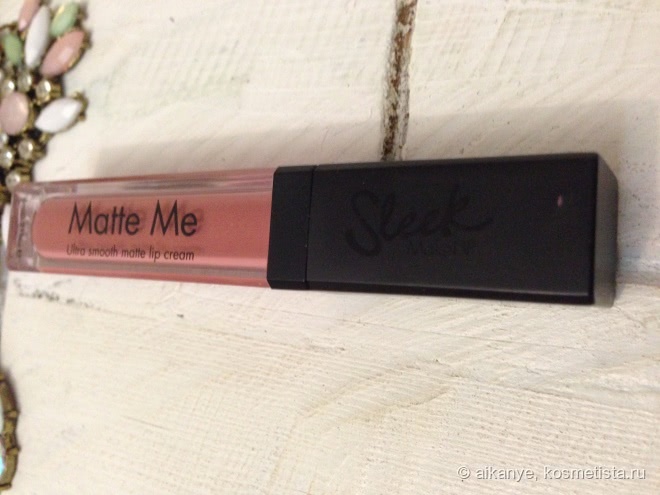 Matte Me
Ultra smooth matte lip cream
Sleek
© aikanye, kosmetista.ru